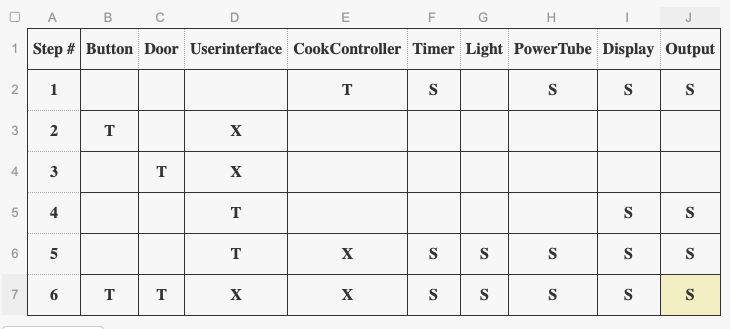 A B C D E F G H I J
1 Step # Button Door Userinterface CookController Timer Light PowerTube Display Output
2 1 T S S S S
3 2 T X
4 3 T X
5 4 T S S
6 5 T X S S S S S
7 6 T T X X S S S S S